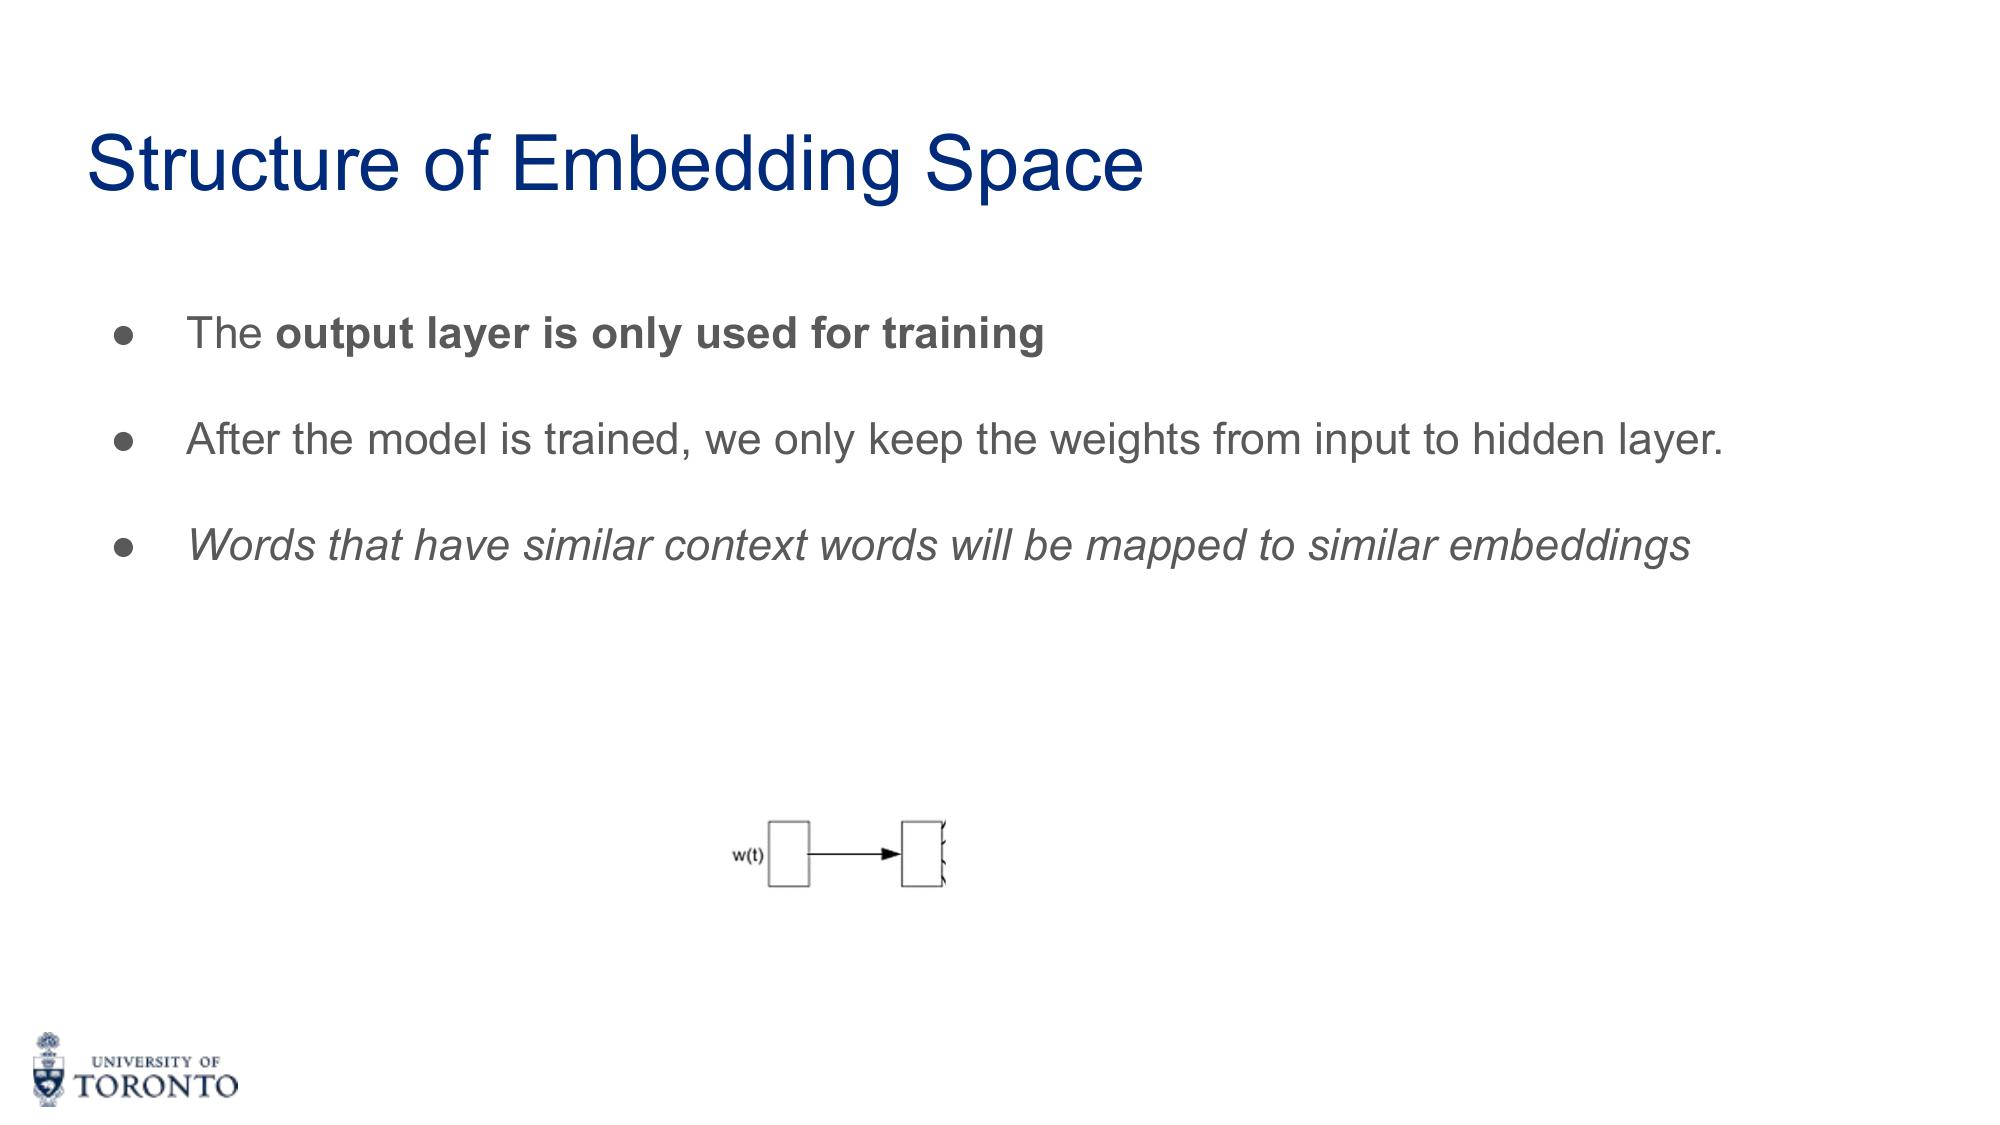 Structure of Embedding Space
● The output layer is only used for training
● After the model is trained, we only keep the weights from input to hidden layer.
● Words that have similar context words will be mapped to similar embeddings
w(t)
UNIVERSITY OF
TORONTO